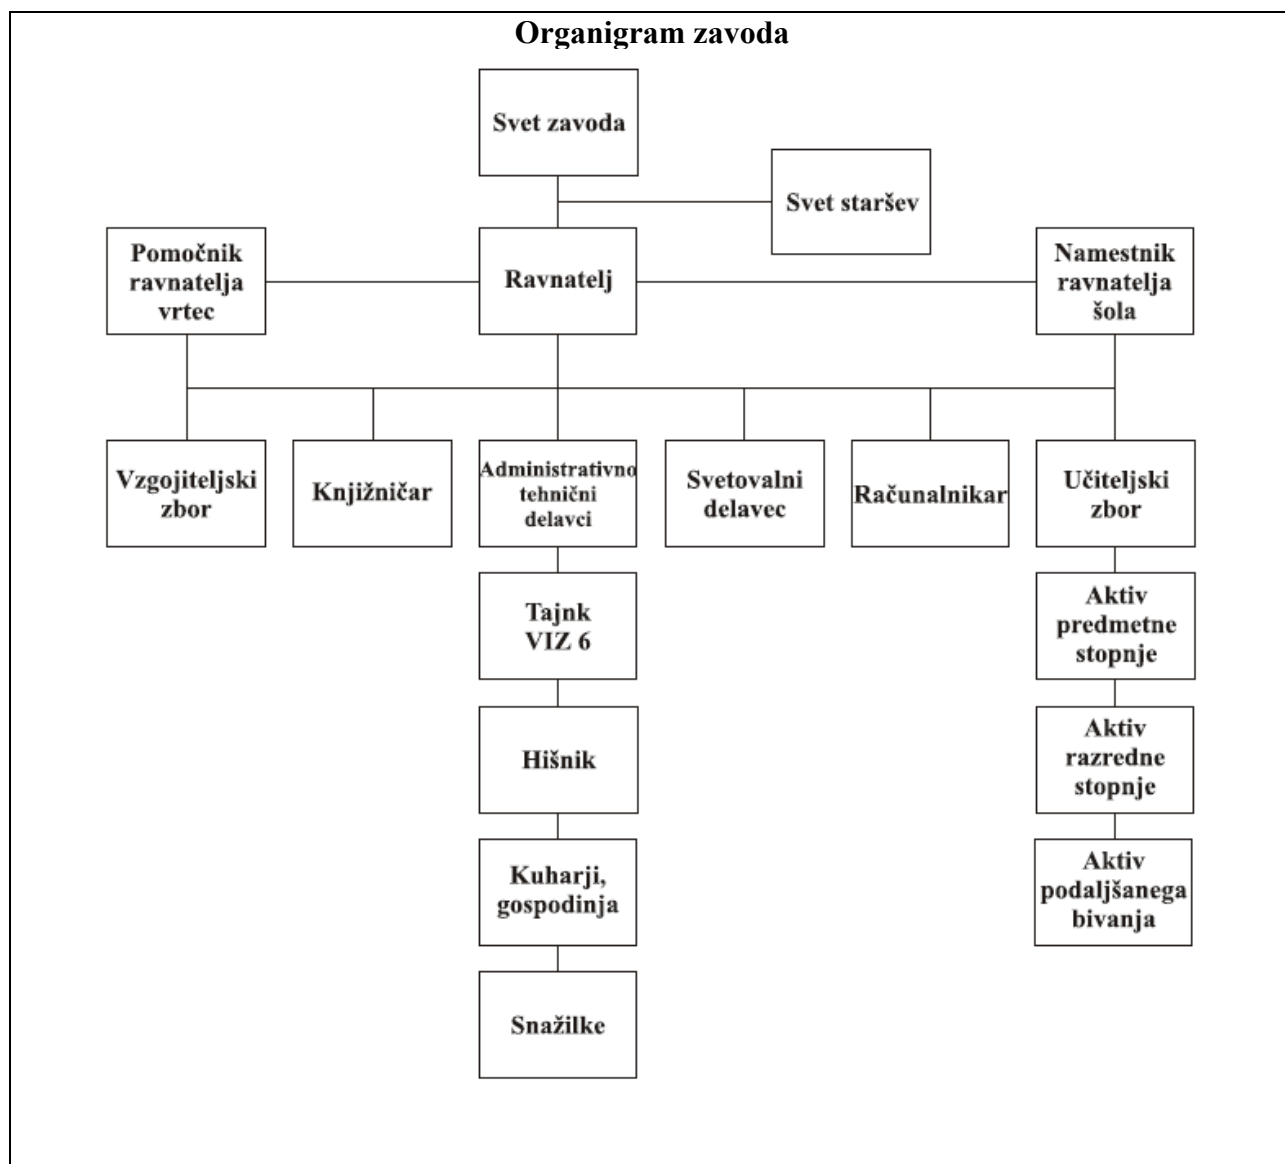 Organigram zavoda
Svet zavoda
Svet staršev
Pomočnik
ravnatelja
vrtec
Ravnatelj
Namestnik
ravnatelja
šola
Vzgojiteljski
zbor
Knjižničar
Administrativno
tehnični
delavci
Svetovalni
delavec
Računalnikar
Učiteljski
zbor
Tajnk
VIZ 6
Aktiv
predmetne
stopnje
Hišnik
Aktiv
razredne
stopnje
Kuharji,
gospodinja
Aktiv
podaljšanega
bivanja
Snažilke